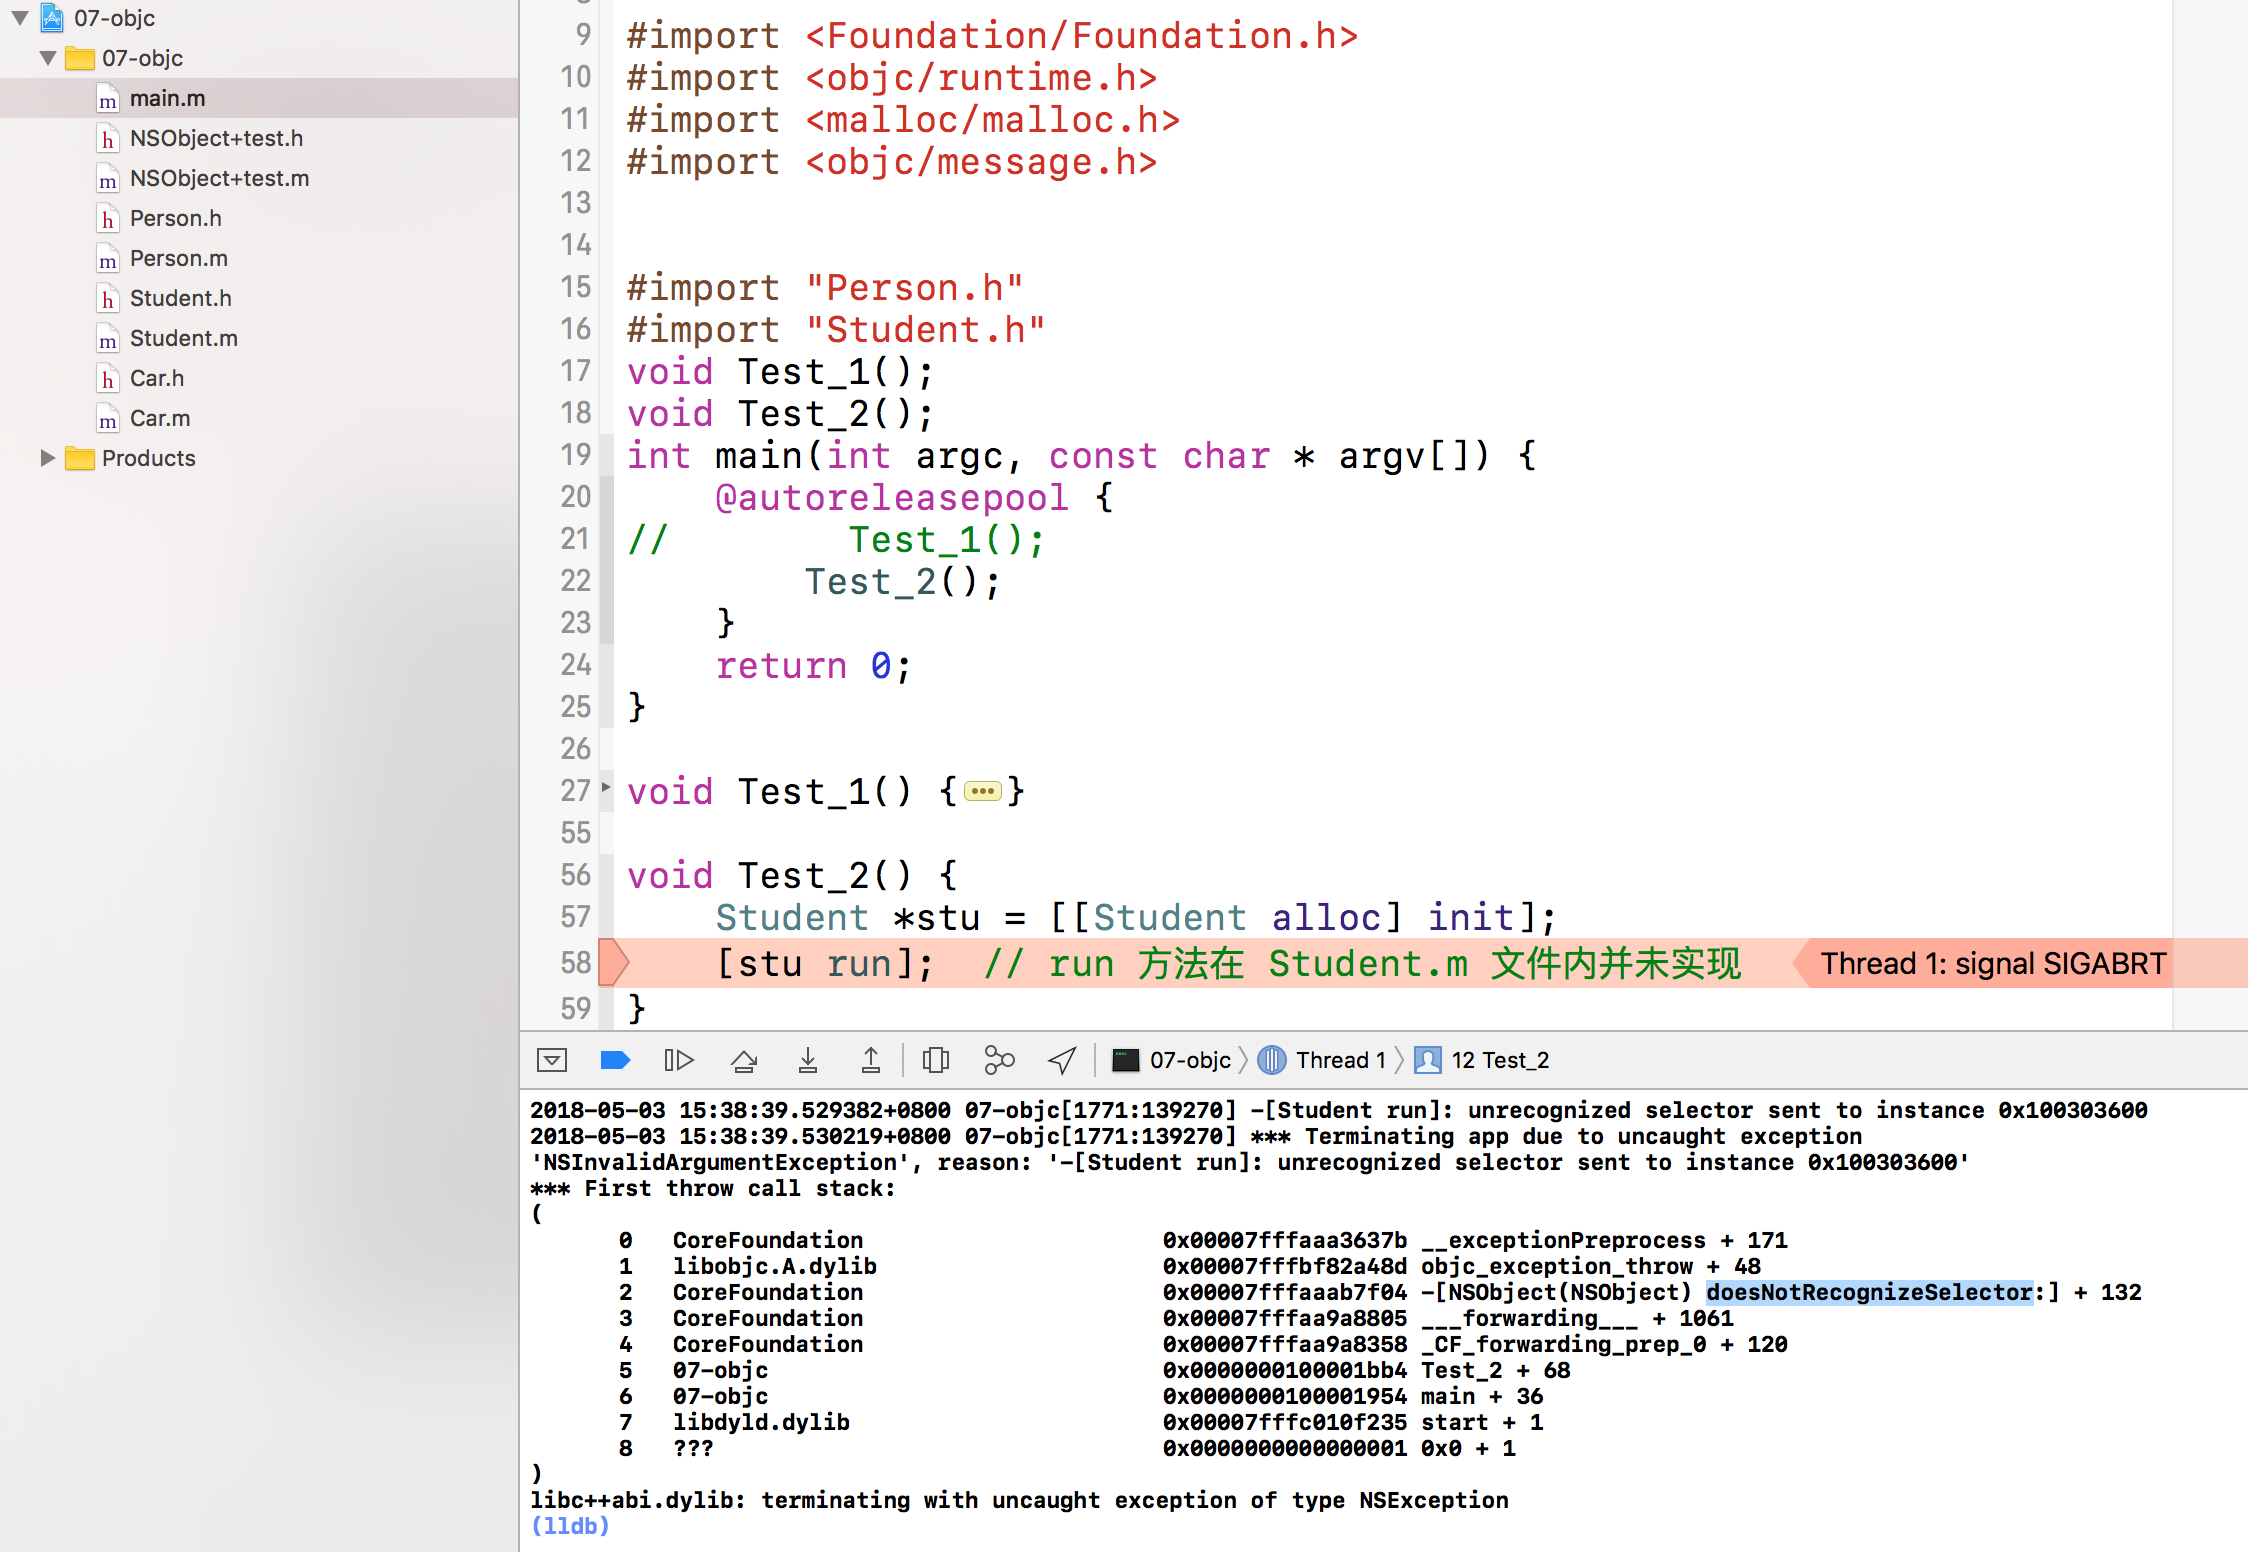 07-objc
07-objc
main.m
NSObject+test.h
NSObject+test.m
Person.h
Person.m
Student.h
Student.m
Car.h
Car.m
Products
9 #import <Foundation/Foundation.h>
10 #import <objc/runtime.h>
11 #import <malloc/malloc.h>
12 #import <objc/message.h>
13
14
15 #import "Person.h"
16 #import "Student.h"
17 void Test_1();
18 void Test_2();
19 int main(int argc, const char * argv[]) {
20     @autoreleasepool {
21 //        Test_1();
22         Test_2();
23     }
24     return 0;
25 }
26
27 void Test_1() {•••}
55
56 void Test_2() {
57     Student *stu = [[Student alloc] init];
58     [stu run];  // run 方法在 Student.m 文件内并未实现 Thread 1: signal SIGABRT
59 }
07-objc Thread 1 12 Test_2
2018-05-03 15:38:39.529382+0800 07-objc[1771:139270] -[Student run]: unrecognized selector sent to instance 0x100303600
2018-05-03 15:38:39.530219+0800 07-objc[1771:139270] *** Terminating app due to uncaught exception
'NSInvalidArgumentException', reason: '-[Student run]: unrecognized selector sent to instance 0x100303600'
*** First throw call stack:
(
0   CoreFoundation                      0x00007fffaaa3637b __exceptionPreprocess + 171
1   libobjc.A.dylib                     0x00007fffbf82a48d objc_exception_throw + 48
2   CoreFoundation                      0x00007fffaaab7f04 -[NSObject(NSObject) doesNotRecognizeSelector:] + 132
3   CoreFoundation                      0x00007fffaa9a8805 ___forwarding___ + 1061
4   CoreFoundation                      0x00007fffaa9a8358 _CF_forwarding_prep_0 + 120
5   07-objc                             0x0000000100001bb4 Test_2 + 68
6   07-objc                             0x0000000100001954 main + 36
7   libdyld.dylib                       0x00007fffc010f235 start + 1
8   ???                                 0x0000000000000001 0x0 + 1
)
libc++abi.dylib: terminating with uncaught exception of type NSException
(lldb)